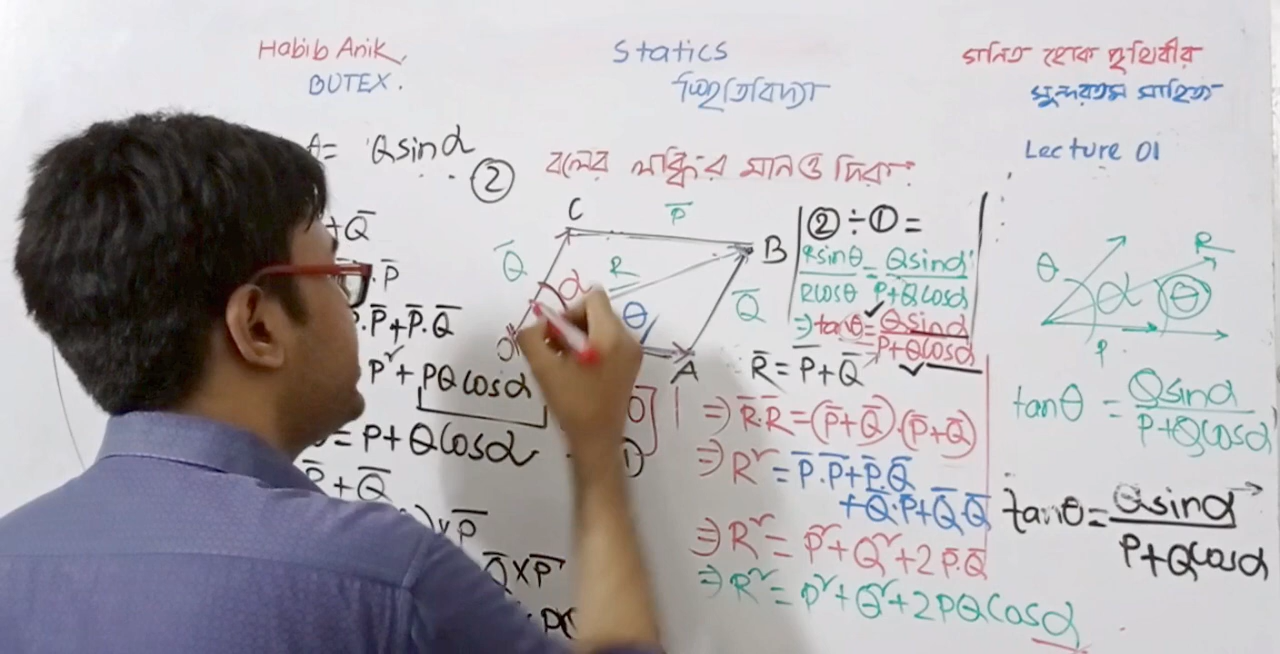 Habib Anik,
BUTEX.
Statics
স্থিতিবিদ্যা
গনিত হোক পৃথিবীর
সুন্দরতম সাহিত্য
Lecture 01
= Qsinα
②
বলের লব্ধির মান ও দিক:
+Q̅
.P̅
.P̅+P̅.Q̅
P² + PQcosα
= P+QCosα
P̅+Q̅
)×P̅
Q̅×P̅
C
P̅
B
Q̅
R
α
θ
Q̅
O
A
①
②÷①=
Rsinθ/Rcosθ = Qsinα/P+Qcosα
⇒tanθ=Qsinα/P+Qcosα
R̅=P̅+Q̅
⇒R̅.R̅=(P̅+Q̅).(P̅+Q̅)
⇒R²=P̅.P̅+P̅.Q̅
+Q̅.P̅+Q̅.Q̅
⇒R²=P²+Q²+2P̅.Q̅
⇒R²=P²+Q²+2PQCosα
θ
α
R
θ
P
tanθ = Qsinα/P+Qcosα
tanθ=Qsinα/P+Qcosα